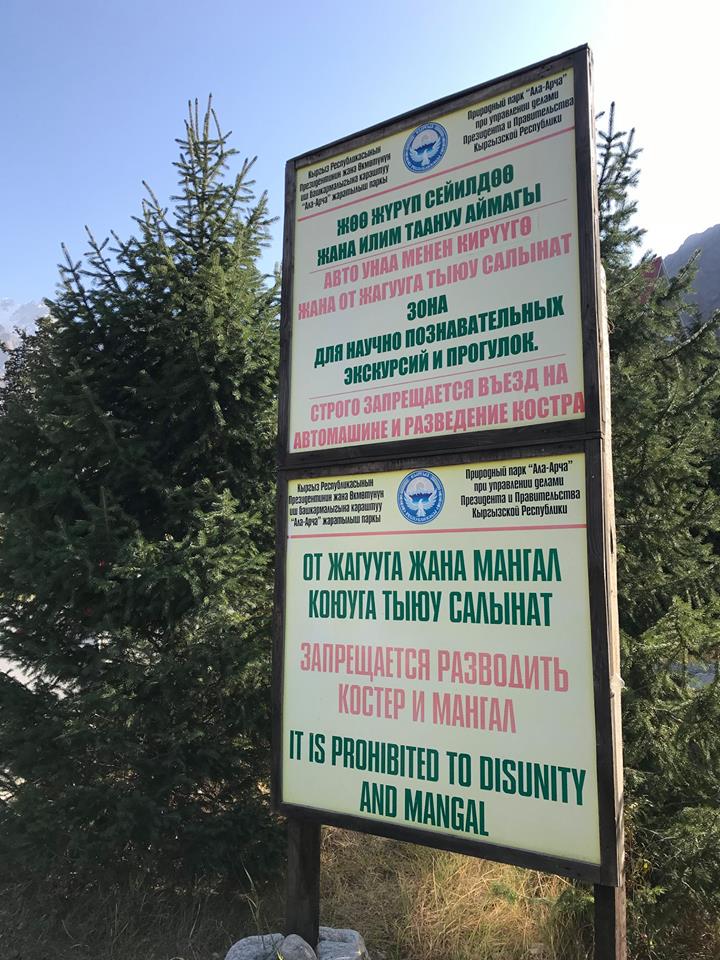 Кыргыз Республикасынын
Президентинин жана Өкмөтүнүн
иш башкармалыгына караштуу
"Ала-Арча" жаратылыш паркы
Природный парк "Ала-Арча"
при управлении делами
Президента и Правительства
Кыргызской Республики
ЖӨӨ ЖҮРҮП СЕЙИЛДӨӨ
ЖАНА ИЛИМ ТААНУУ АЙМАГЫ
АВТО УНАА МЕНЕН КИРҮҮГӨ
ЖАНА ОТ ЖАГУУГА ТЫЮУ САЛЫНАТ
ЗОНА
ДЛЯ НАУЧНО ПОЗНАВАТЕЛЬНЫХ
ЭКСКУРСИЙ И ПРОГУЛОК.
СТРОГО ЗАПРЕЩАЕТСЯ ВЪЕЗД НА
АВТОМАШИНЕ И РАЗВЕДЕНИЕ КОСТРА
Кыргыз Республикасынын
Президентинин жана Өкмөтүнүн
иш башкармалыгына караштуу
"Ала-Арча" жаратылыш паркы
Природный парк "Ала-Арча"
при управлении делами
Президента и Правительства
Кыргызской Республики
ОТ ЖАГУУГА ЖАНА МАНГАЛ
КОЮУГА ТЫЮУ САЛЫНАТ
ЗАПРЕЩАЕТСЯ РАЗВОДИТЬ
КОСТЕР И МАНГАЛ
IT IS PROHIBITED TO DISUNITY
AND MANGAL